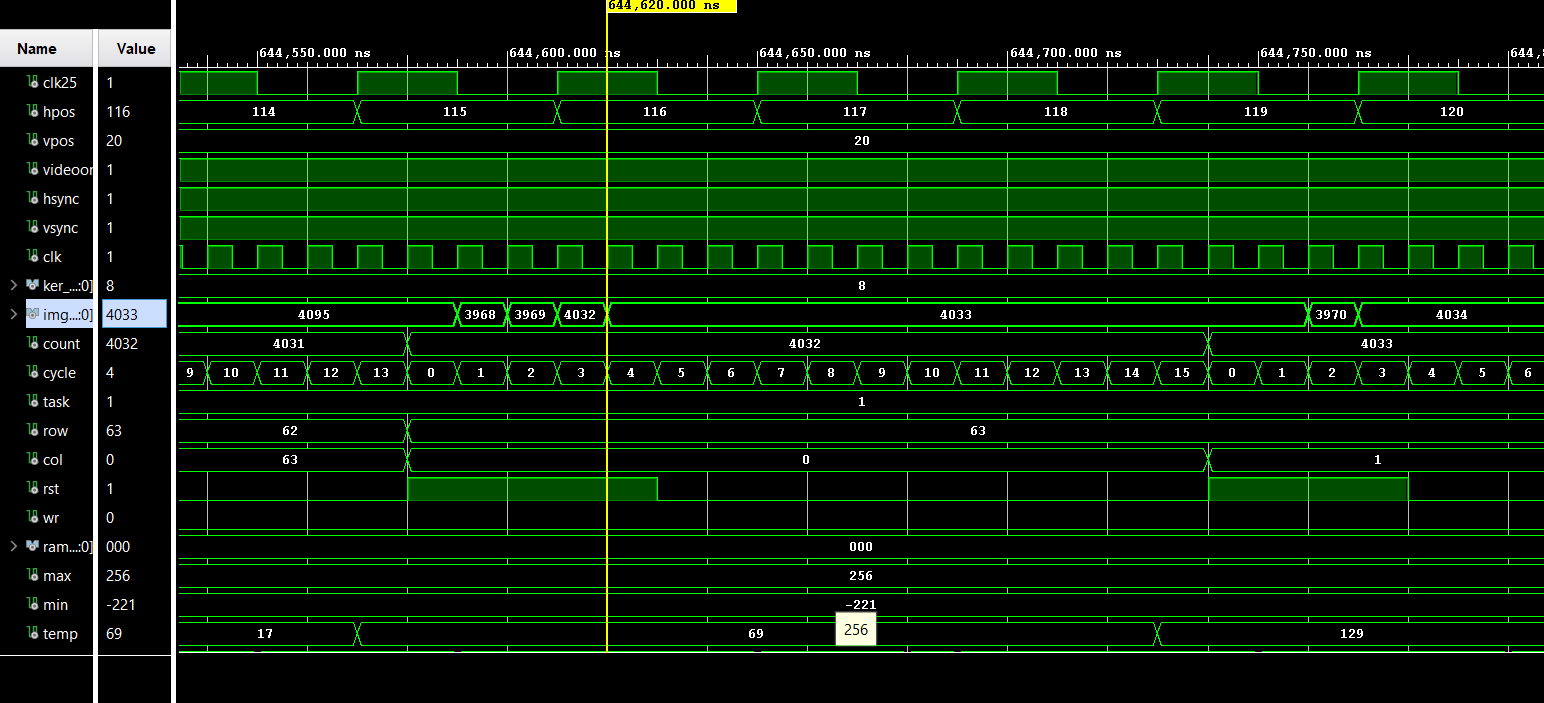 644,620.000 ns
Name Value 644,550.000 ns 644,600.000 ns 644,650.000 ns 644,700.000 ns 644,750.000 ns 644,8
clk25 1
hpos 116 114 115 116 117 118 119 120
vpos 20 20
videoon 1
hsync 1
vsync 1
clk 1
ker_...:0] 8 8
img...:0] 4033 4095 3968 3969 4032 4033 3970 4034
count 4032 4031 4032 4033
cycle 4 9 10 11 12 13 0 1 2 3 4 5 6 7 8 9 10 11 12 13 14 15 0 1 2 3 4 5 6
task 1 1
row 63 62 63
col 0 63 0 1
rst 1
wr 0
ram...:0] 000 000
max 256 256
min -221 -221
temp 69 17 69 256 129